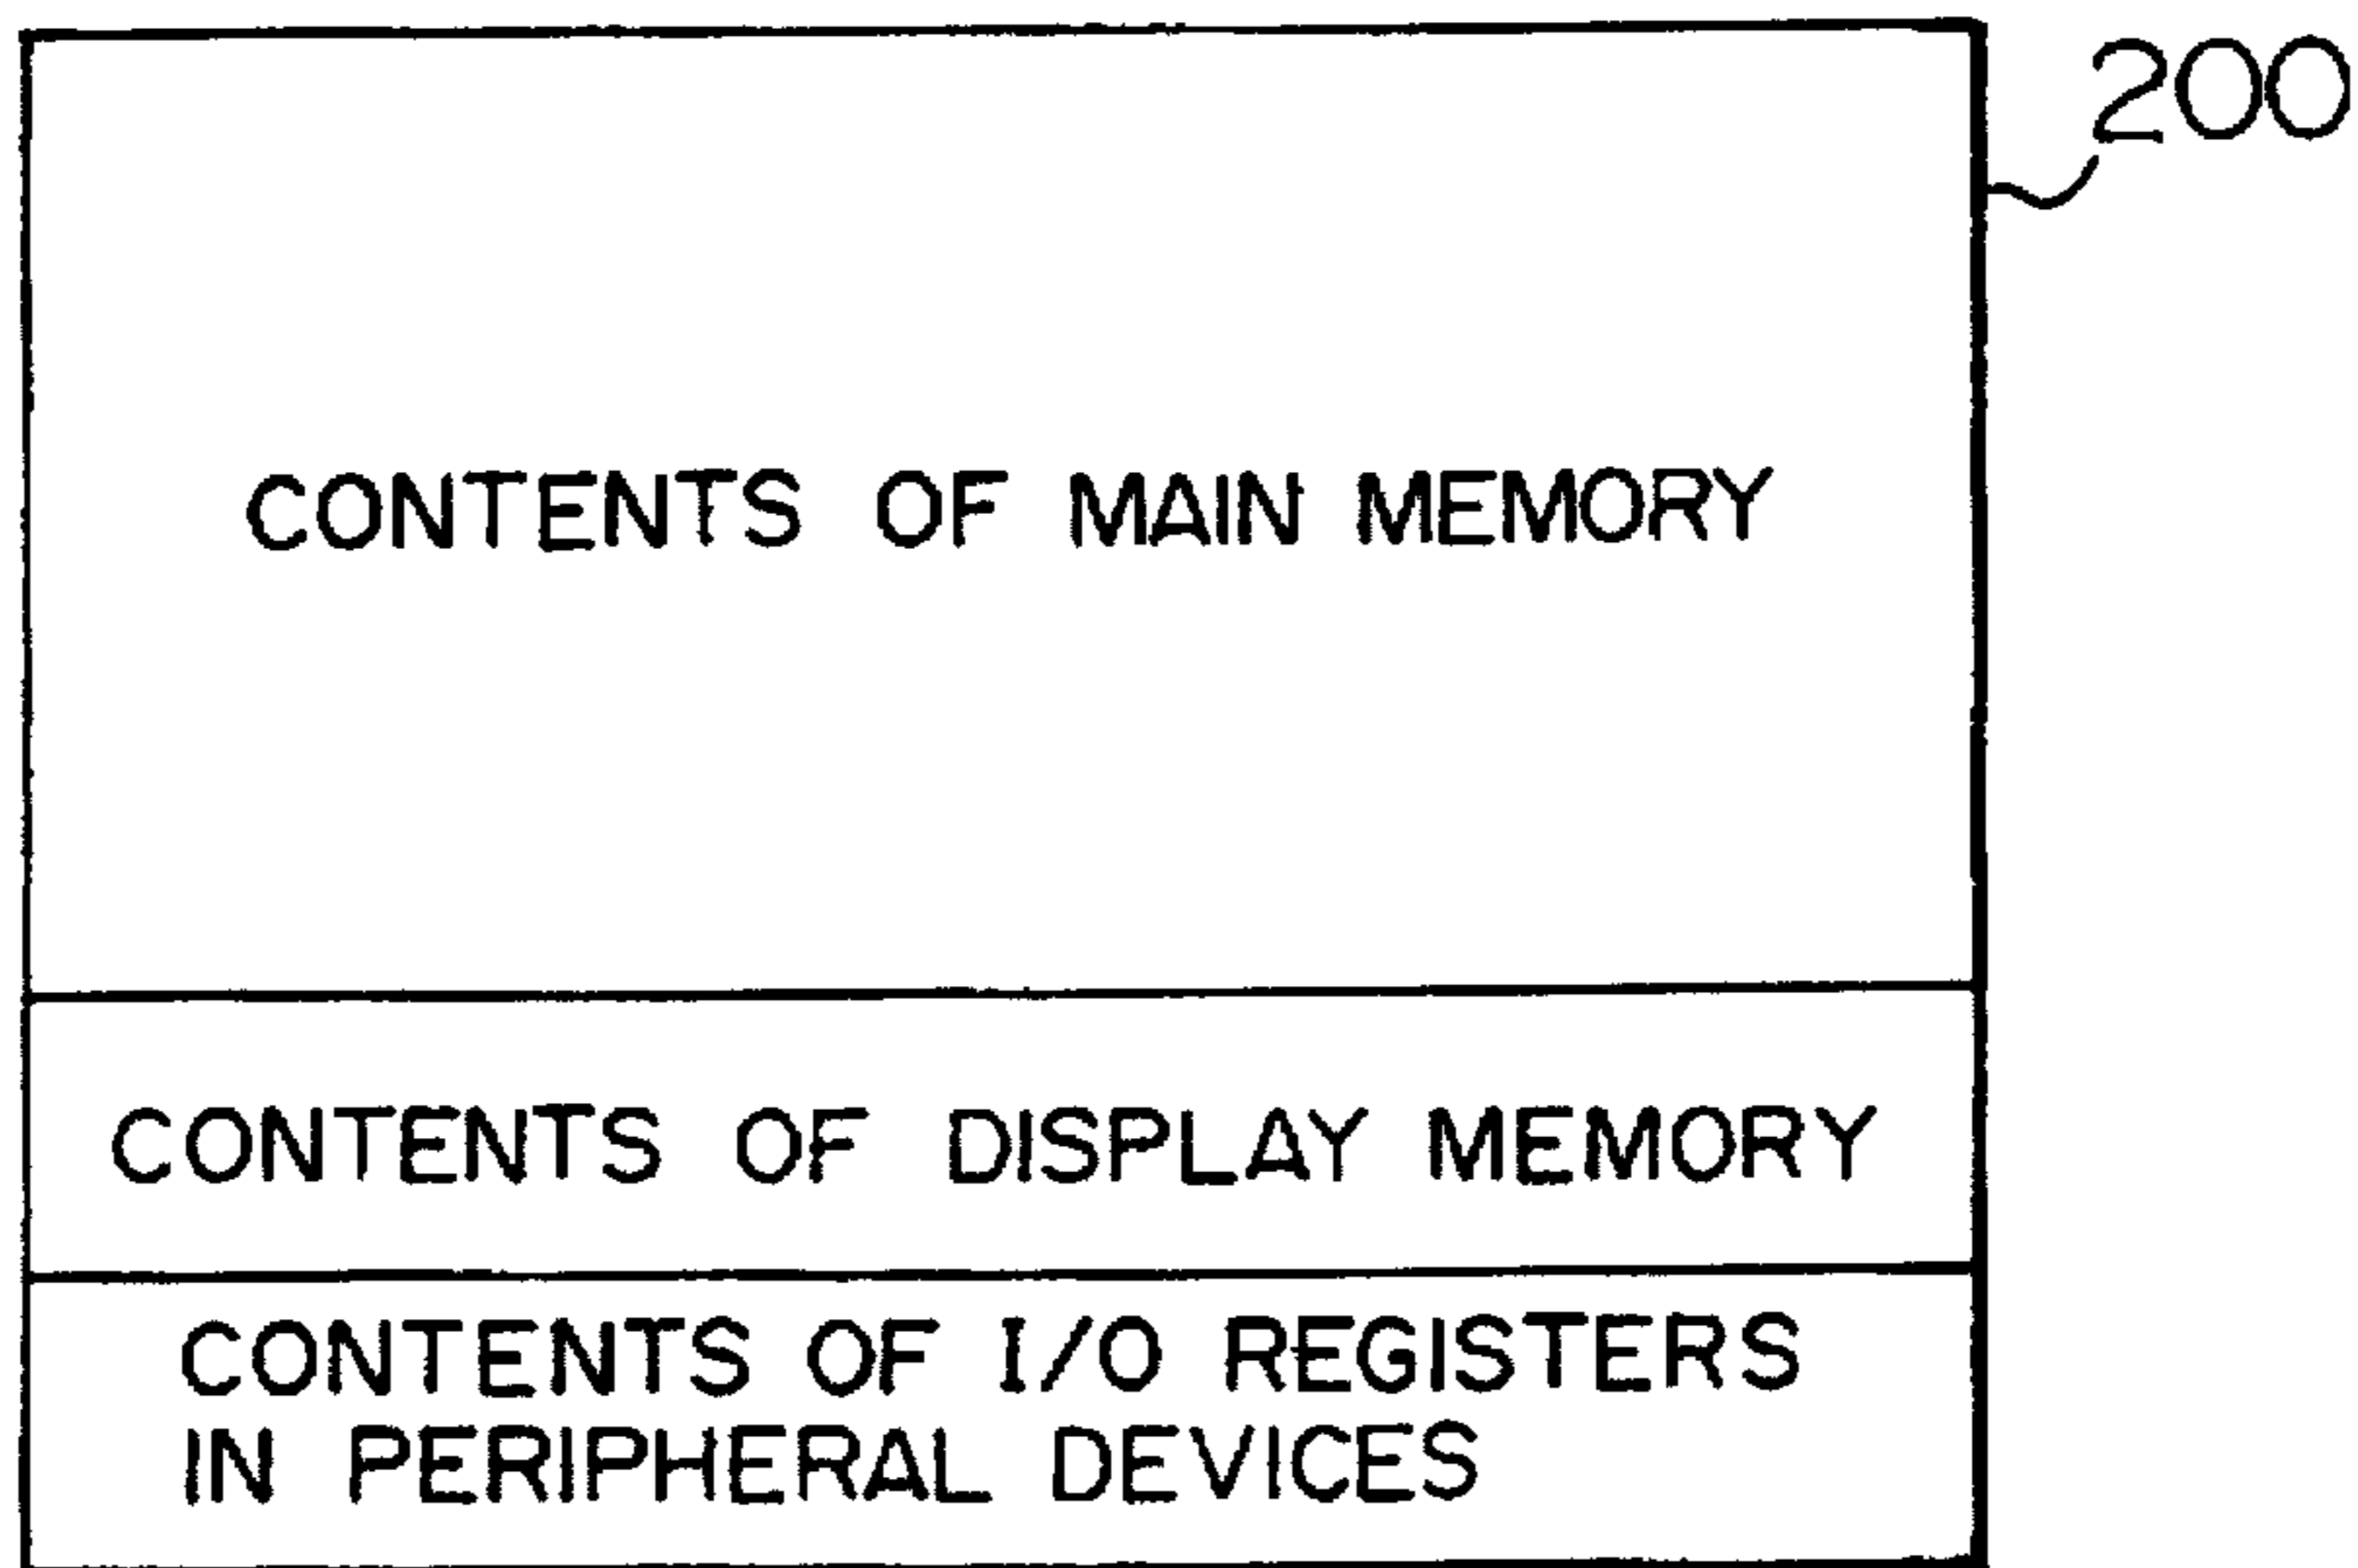 200
CONTENTS OF MAIN MEMORY
CONTENTS OF DISPLAY MEMORY
CONTENTS OF I/O REGISTERS
IN PERIPHERAL DEVICES